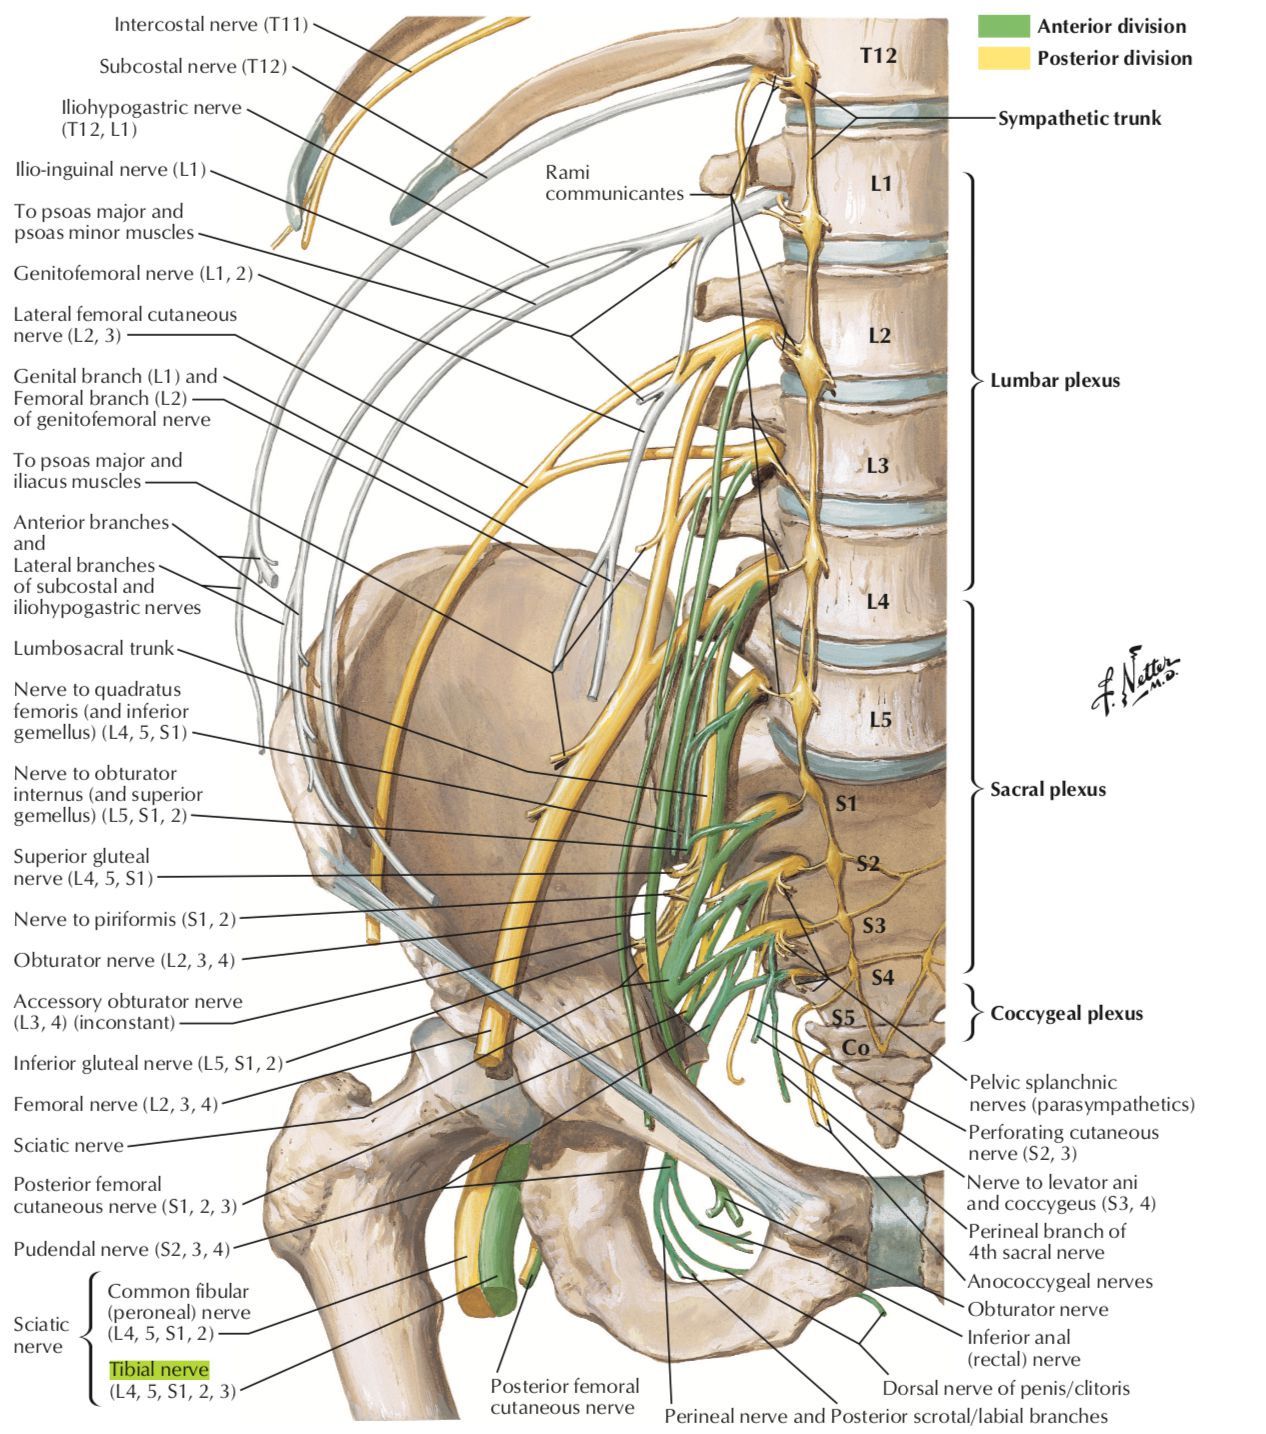 Intercostal nerve (T11)
Subcostal nerve (T12)
Iliohypogastric nerve
(T12, L1)
Ilio-inguinal nerve (L1)
To psoas major and
psoas minor muscles
Genitofemoral nerve (L1, 2)
Lateral femoral cutaneous
nerve (L2, 3)
Genital branch (L1) and
Femoral branch (L2)
of genitofemoral nerve
To psoas major and
iliacus muscles
Anterior branches
and
Lateral branches
of subcostal and
iliohypogastric nerves
Lumbosacral trunk
Nerve to quadratus
femoris (and inferior
gemellus) (L4, 5, S1)
Nerve to obturator
internus (and superior
gemellus) (L5, S1, 2)
Superior gluteal
nerve (L4, 5, S1)
Nerve to piriformis (S1, 2)
Obturator nerve (L2, 3, 4)
Accessory obturator nerve
(L3, 4) (inconstant)
Inferior gluteal nerve (L5, S1, 2)
Femoral nerve (L2, 3, 4)
Sciatic nerve
Posterior femoral
cutaneous nerve (S1, 2, 3)
Pudendal nerve (S2, 3, 4)
Sciatic
nerve
Common fibular
(peroneal) nerve
(L4, 5, S1, 2)
Tibial nerve
(L4, 5, S1, 2, 3)
Rami
communicantes
T12
L1
L2
L3
L4
L5
S1
S2
S3
S4
S5
Co
Anterior division
Posterior division
Sympathetic trunk
Lumbar plexus
F. Netter
M.D.
Sacral plexus
Coccygeal plexus
Pelvic splanchnic
nerves (parasympathetics)
Perforating cutaneous
nerve (S2, 3)
Nerve to levator ani
and coccygeus (S3, 4)
Perineal branch of
4th sacral nerve
Anococcygeal nerves
Obturator nerve
Inferior anal
(rectal) nerve
Dorsal nerve of penis/clitoris
Posterior femoral
cutaneous nerve
Perineal nerve and Posterior scrotal/labial branches